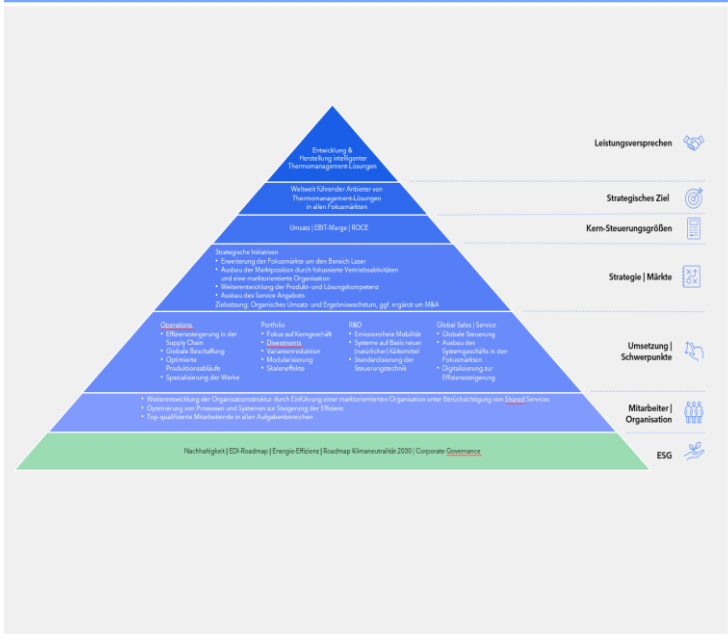 Entwicklung &
Herstellung intelligenter
Thermomanagement-Lösungen
Leistungsversprechen
Weltweit führender Anbieter von
Thermomanagement-Lösungen
in allen Fokusmärkten
Strategisches Ziel
Umsatz | EBIT-Marge | ROCE
Kern-Steuerungsgrößen
Strategische Initiativen
• Erweiterung der Fokusmärkte um den Bereich Laser
• Ausbau der Marktposition durch fokussierte Vertriebsaktivitäten
und eine marktorientierte Organisation
• Weiterentwicklung der Produkt- und Lösungskompetenz
• Ausbau des Service Angebots
Zielsetzung: Organisches Umsatz- und Ergebniswachstum, ggf. ergänzt um M&A
Strategie | Märkte
Operations
• Effizienzsteigerung in der
Supply Chain
• Globale Beschaffung
• Optimierte
Produktionsabläufe
• Spezialisierung der Werke
Portfolio
• Fokus auf Kerngeschäft
• Divestments
• Variantenreduktion
• Modularisierung
• Skaleneffekte
R&D
• Emissionsfreie Mobilität
• Systeme auf Basis neuer
(natürlicher) Kältemittel
• Standardisierung der
Steuerungstechnik
Global Sales | Service
• Globale Steuerung
• Ausbau des
Systemgeschäfts in den
Fokusmärkten
• Digitalisierung zur
Effizienzsteigerung
Umsetzung |
Schwerpunkte
• Weiterentwicklung der Organisationsstruktur durch Einführung einer marktorientierten Organisation unter Berücksichtigung von Shared Services
• Optimierung von Prozessen und Systemen zur Steigerung der Effizienz
• Top-qualifizierte Mitarbeitende in allen Aufgabenbereichen
Mitarbeiter |
Organisation
Nachhaltigkeit | EDI-Roadmap | Energie-Effizienz | Roadmap Klimaneutralität 2030 | Corporate Governance
ESG